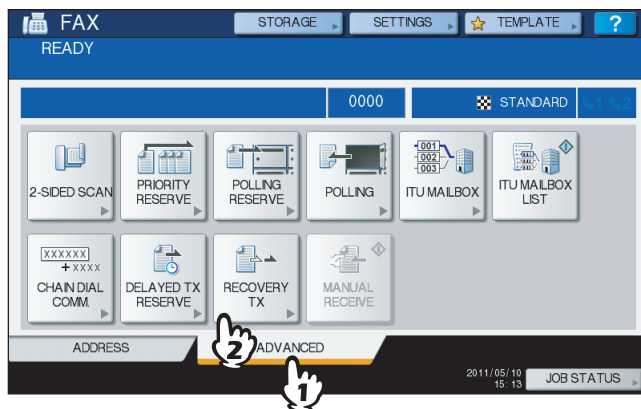 FAX
STORAGE
SETTINGS
TEMPLATE
?
READY
0000
STANDARD
1
2
2-SIDED SCAN
PRIORITY
RESERVE
POLLING
RESERVE
POLLING
001
002
003
ITU MAILBOX
ITU MAILBOX
LIST
XXXXXX
+ XXXX
CHAIN DIAL
COMM.
DELAYED TX
RESERVE
RECOVERY
TX
MANUAL
RECEIVE
2
ADDRESS
ADVANCED
1
2011/05/10
15:13
JOB STATUS